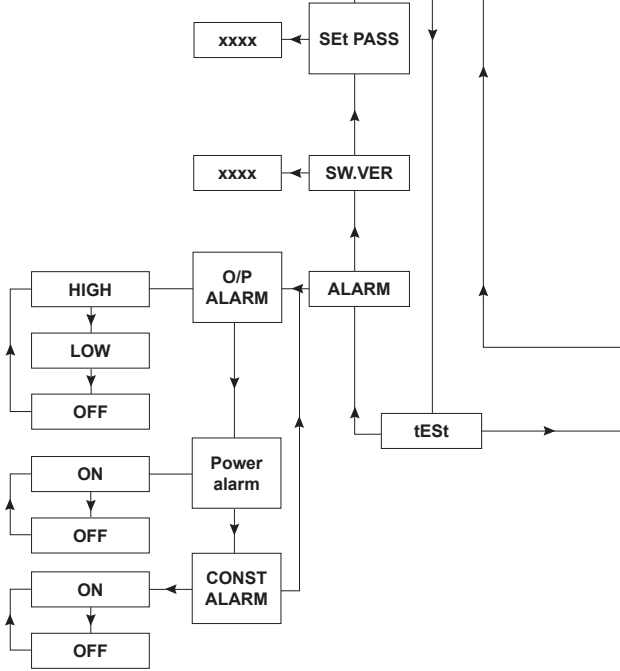 xxxx
SEt PASS
xxxx
SW.VER
HIGH
O/P
ALARM
ALARM
LOW
OFF
tESt
ON
Power
alarm
OFF
ON
CONST
ALARM
OFF